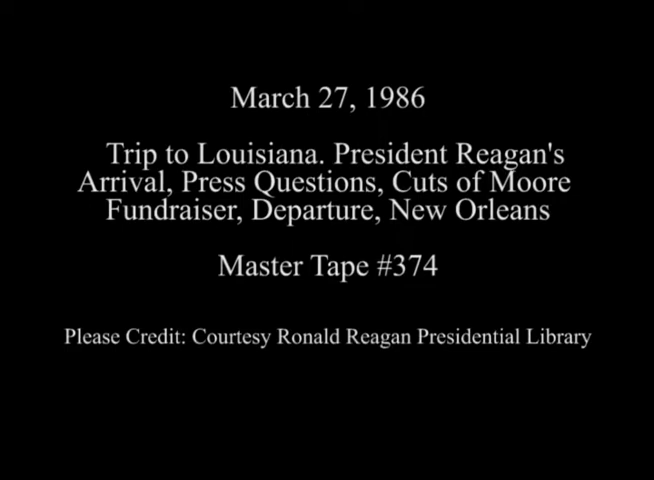 March 27, 1986
Trip to Louisiana. President Reagan's
Arrival, Press Questions, Cuts of Moore
Fundraiser, Departure, New Orleans
Master Tape #374
Please Credit: Courtesy Ronald Reagan Presidential Library